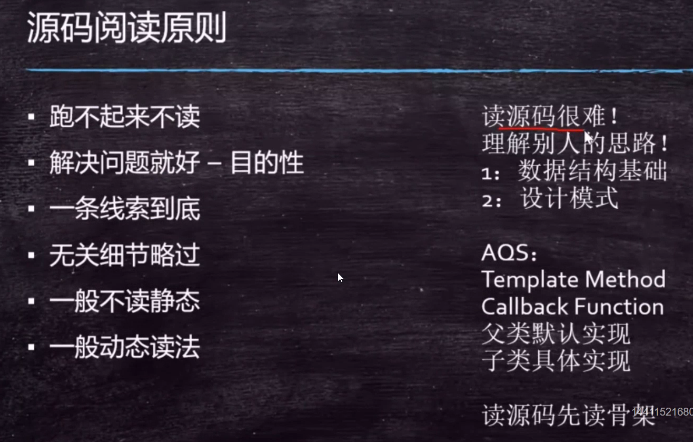 源码阅读原则
▪ 跑不起来不读
▪ 解决问题就好 – 目的性
▪ 一条线索到底
▪ 无关细节略过
▪ 一般不读静态
▪ 一般动态读法
读源码很难！
理解别人的思路！
1：数据结构基础
2：设计模式
AQS：
Template Method
Callback Function
父类默认实现
子类具体实现
读源码先读骨架